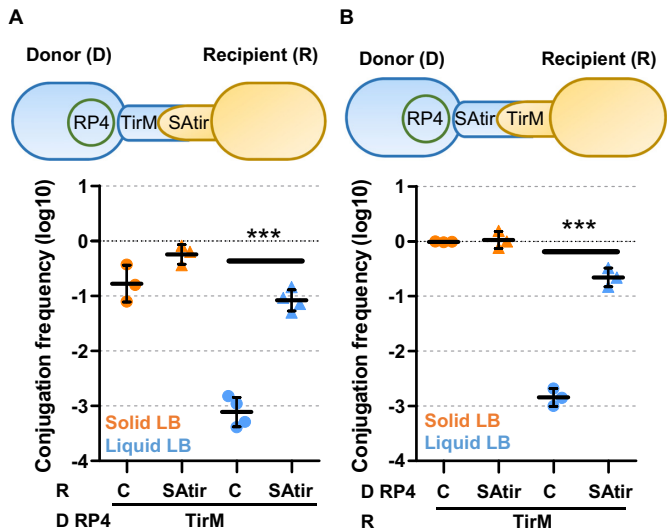 A
Donor (D)
Recipient (R)
RP4
TirM
SAtir
Conjugation frequency (log10)
1
0
-1
-2
-3
-4
***
Solid LB
Liquid LB
R
C
SAtir
C
SAtir
D RP4
TirM
B
Donor (D)
Recipient (R)
RP4
SAtir
TirM
Conjugation frequency (log10)
1
0
-1
-2
-3
-4
***
Solid LB
Liquid LB
C
SAtir
C
SAtir
D RP4
TirM
R